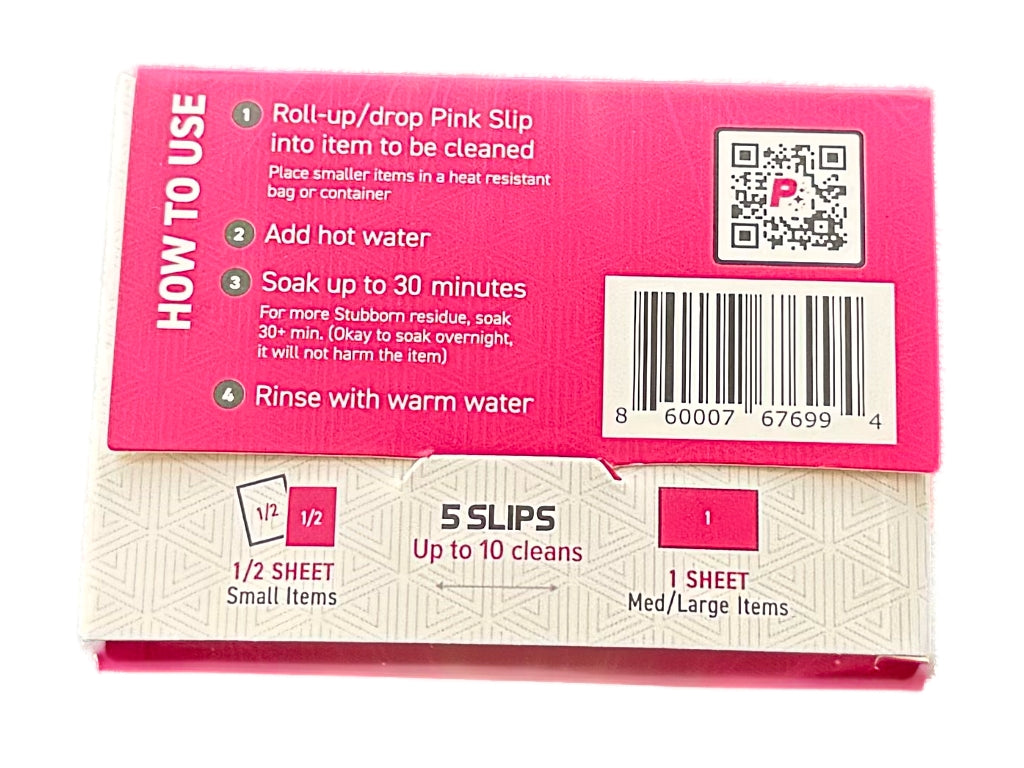 HOW TO USE
1 Roll-up/drop Pink Slip
into item to be cleaned
Place smaller items in a heat resistant
bag or container
2 Add hot water
3 Soak up to 30 minutes
For more Stubborn residue, soak
30+ min. (Okay to soak overnight,
it will not harm the item)
4 Rinse with warm water
P
8 60007 67699 4
1/2 1/2
1/2 SHEET
Small Items
5 SLIPS
Up to 10 cleans
1
1 SHEET
Med/Large Items